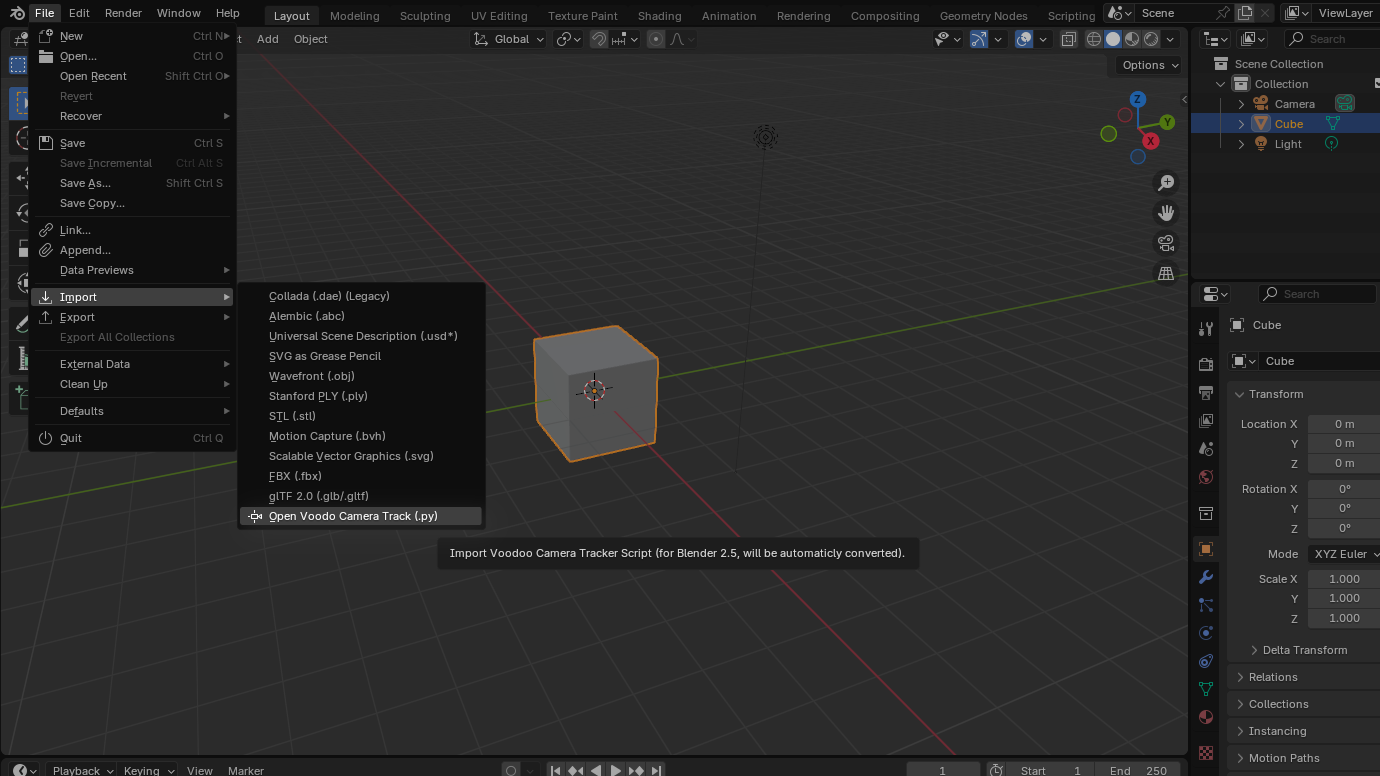 File Edit Render Window Help Layout Modeling Sculpting UV Editing Texture Paint Shading Animation Rendering Compositing Geometry Nodes Scripting Scene ViewLayer
Add Object Global Search
Options
New Ctrl N
Open... Ctrl O
Open Recent Shift Ctrl O
Revert
Recover
Save Ctrl S
Save Incremental Ctrl Alt S
Save As... Shift Ctrl S
Save Copy...
Link...
Append...
Data Previews
Import
Export
Export All Collections
External Data
Clean Up
Defaults
Quit Ctrl Q
Collada (.dae) (Legacy)
Alembic (.abc)
Universal Scene Description (.usd*)
SVG as Grease Pencil
Wavefront (.obj)
Stanford PLY (.ply)
STL (.stl)
Motion Capture (.bvh)
Scalable Vector Graphics (.svg)
FBX (.fbx)
glTF 2.0 (.glb/.gltf)
Open Voodo Camera Track (.py)
Import Voodoo Camera Tracker Script (for Blender 2.5, will be automaticly converted).
Z
Y
X
Scene Collection
Collection
Camera
Cube
Light
Search
Cube
Cube
Transform
Location X 0 m
Y 0 m
Z 0 m
Rotation X 0°
Y 0°
Z 0°
Mode XYZ Euler
Scale X 1.000
Y 1.000
Z 1.000
Delta Transform
Relations
Collections
Instancing
Motion Paths
Playback Keying View Marker 1 Start 1 End 250